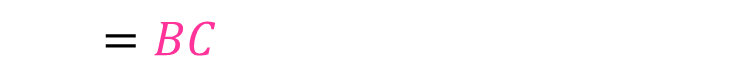 = BC